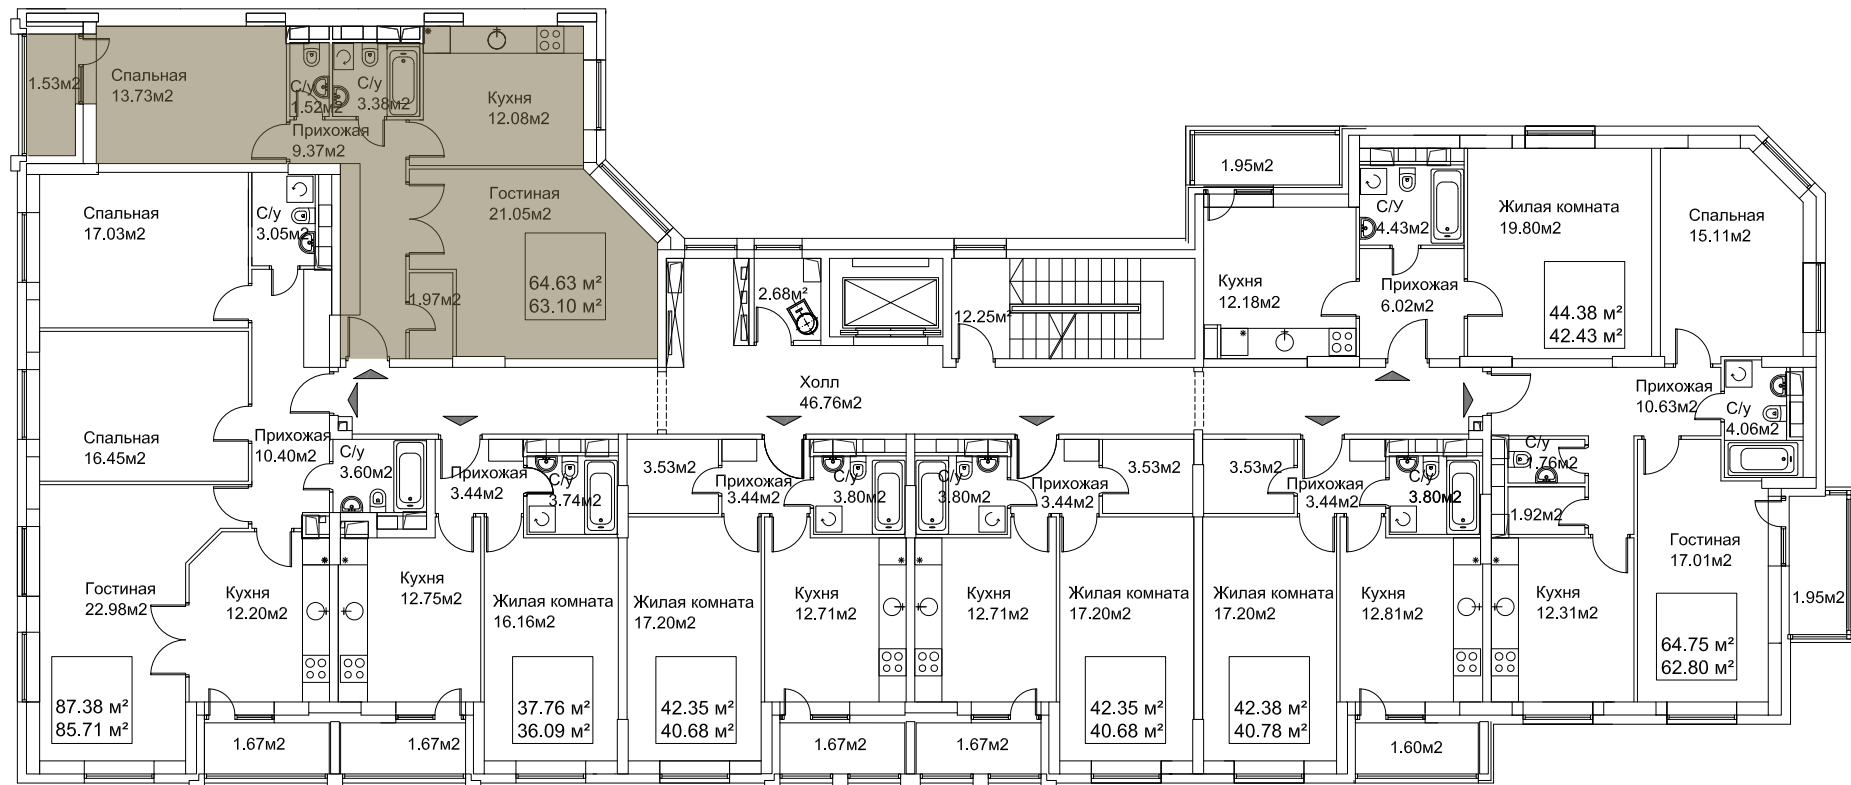 1.53м2
Спальная
13.73м2
С/у
1.52м2
С/у
3.38м2
Кухня
12.08м2
Прихожая
9.37м2
Гостиная
21.05м2
1.97м2
64.63 м²
63.10 м²
Спальная
17.03м2
С/у
3.05м2
Спальная
16.45м2
Прихожая
10.40м2
Гостиная
22.98м2
Кухня
12.20м2
87.38 м²
85.71 м²
1.67м2
2.68м²
12.25м²
Холл
46.76м2
С/у
3.60м2
Прихожая
3.44м2
Кухня
12.75м2
С/у
3.74м2
Жилая комната
16.16м2
37.76 м²
36.09 м²
1.67м2
3.53м2
Прихожая
3.44м2
С/у
3.80м2
Жилая комната
17.20м2
Кухня
12.71м2
42.35 м²
40.68 м²
1.67м2
С/у
3.80м2
Прихожая
3.44м2
3.53м2
Кухня
12.71м2
Жилая комната
17.20м2
42.35 м²
40.68 м²
1.67м2
3.53м2
Прихожая
3.44м2
С/у
3.80м2
Жилая комната
17.20м2
Кухня
12.81м2
42.38 м²
40.78 м²
1.60м2
1.95м2
Кухня
12.18м2
С/У
4.43м2
Прихожая
6.02м2
Жилая комната
19.80м2
44.38 м²
42.43 м²
Спальная
15.11м2
Прихожая
10.63м2
С/у
4.06м2
С/у
1.76м2
1.92м2
Кухня
12.31м2
Гостиная
17.01м2
64.75 м²
62.80 м²
1.95м2